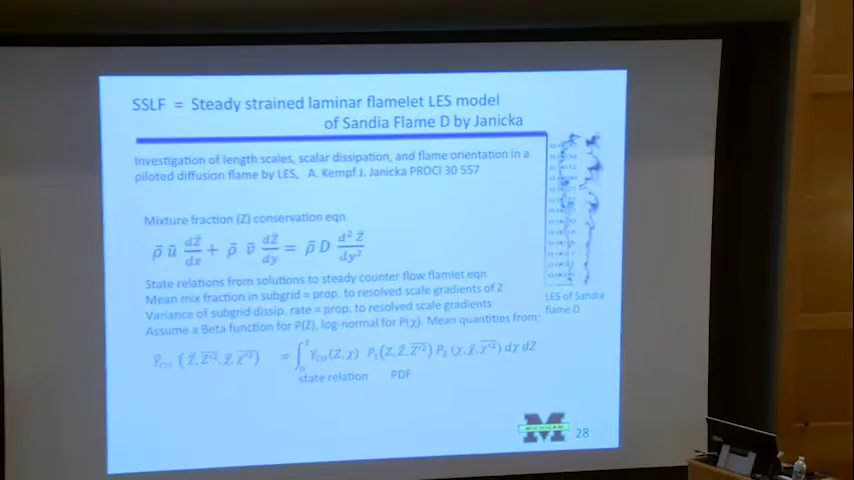 SSLF = Steady strained laminar flamelet LES model
of Sandia Flame D by Janicka
Investigation of length scales, scalar dissipation, and flame orientation in a
piloted diffusion flame by LES, A. Kempf J. Janicka PROCI 30 557
Mixture fraction (Z) conservation eqn
ρ̄ ũ dZ̃/dx + ρ̄ ṽ dZ̃/dy = ρ̄ D d² Z̃/dy²
State relations from solutions to steady counter flow flamlet eqn
Mean mix fraction in subgrid = prop. to resolved scale gradients of Z
Variance of subgrid dissip. rate = prop. to resolved scale gradients
Assume a Beta function for P(Z), log-normal for P(χ). Mean quantities from:
LES of Sandia
flame D
state relation PDF
MICHIGAN
28